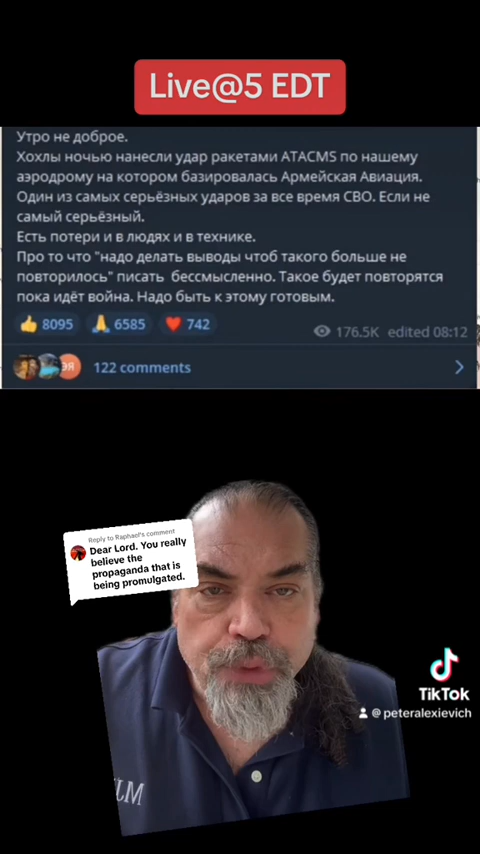 Live@5 EDT
Утро не доброе.
Хохлы ночью нанесли удар ракетами ATACMS по нашему
аэродрому на котором базировалась Армейская Авиация.
Один из самых серьёзных ударов за все время СВО. Если не
самый серьёзный.
Есть потери и в людях и в технике.
Про то что "надо делать выводы чтоб такого больше не
повторилось" писать бессмысленно. Такое будет повторятся
пока идёт война. Надо быть к этому готовым.
8095 6585 742
176.5K edited 08:12
ЭЯ 122 comments
Reply to Raphael's comment
Dear Lord. You really
believe the
propaganda that is
being promulgated.
TikTok
@peteralexievich
LM